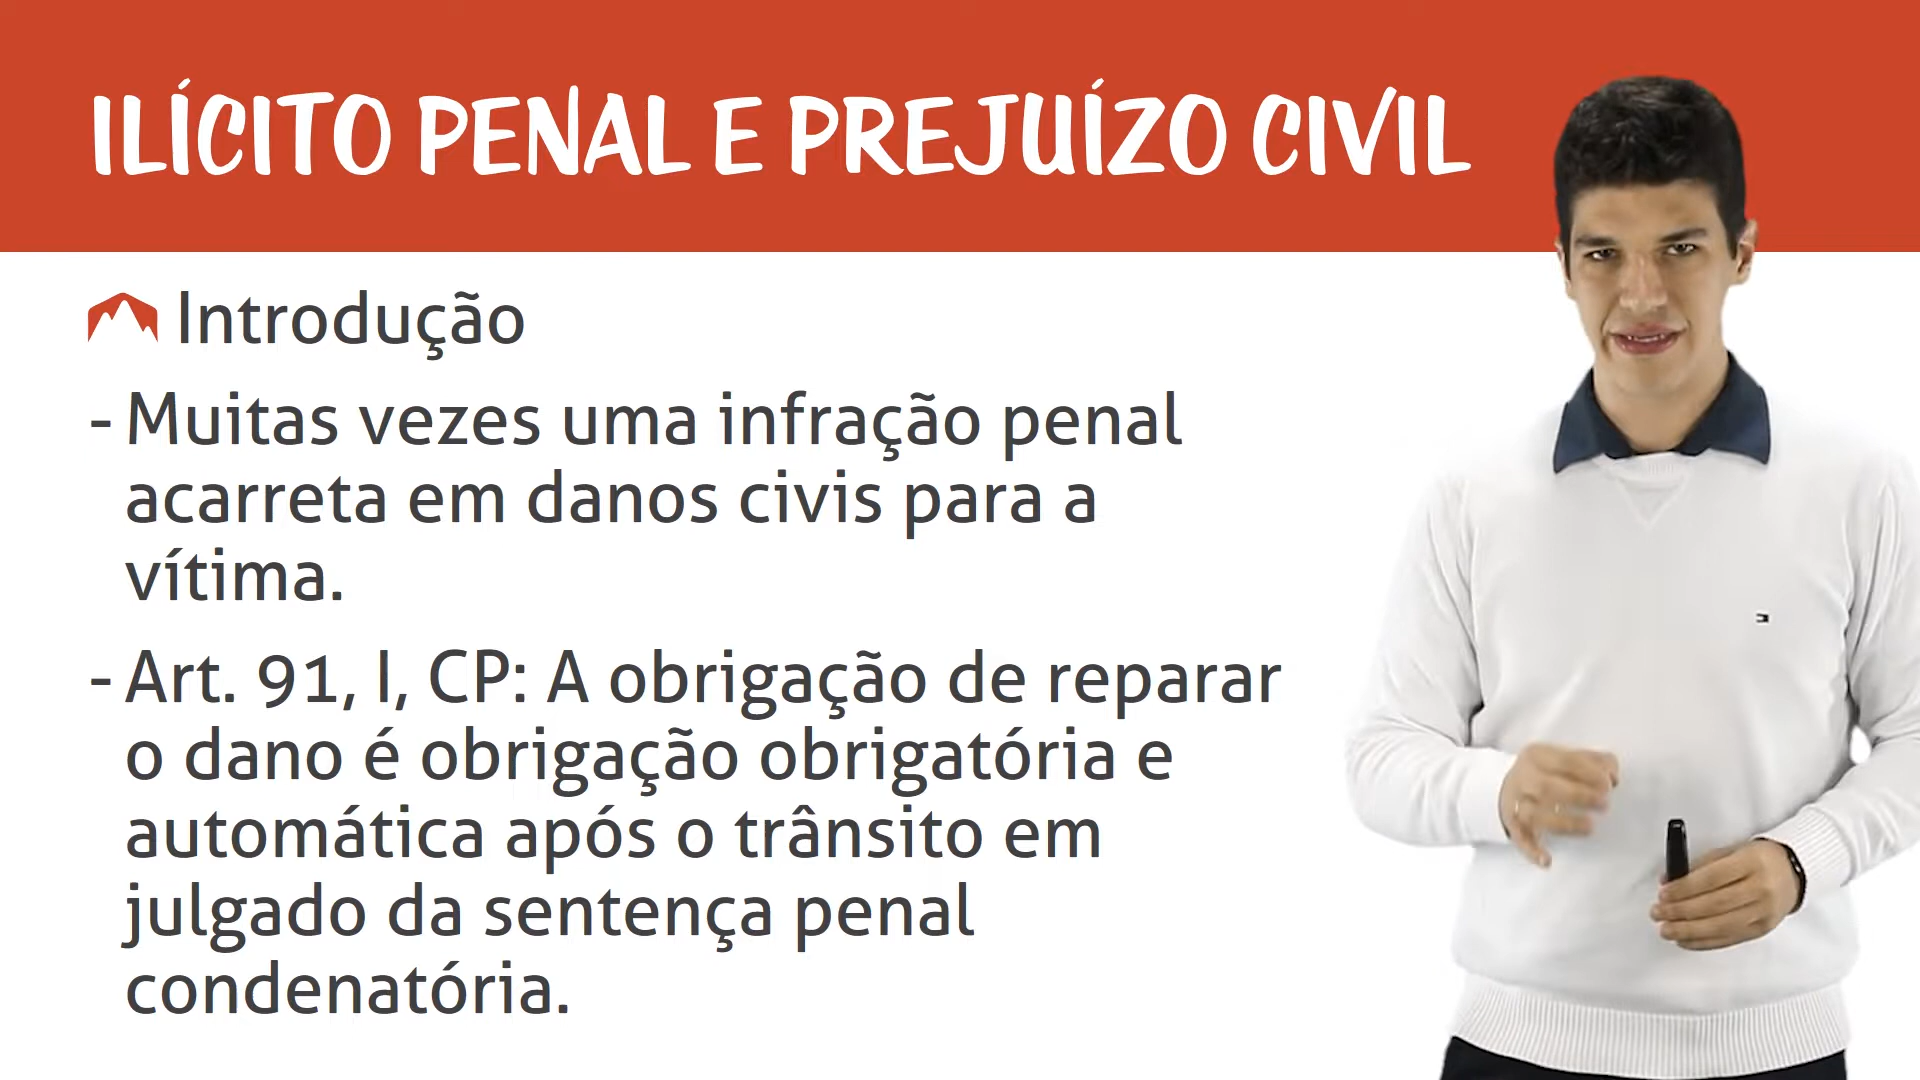 ILÍCITO PENAL E PREJUÍZO CIVIL
Introdução
- Muitas vezes uma infração penal
acarreta em danos civis para a
vítima.
- Art. 91, I, CP: A obrigação de reparar
o dano é obrigação obrigatória e
automática após o trânsito em
julgado da sentença penal
condenatória.